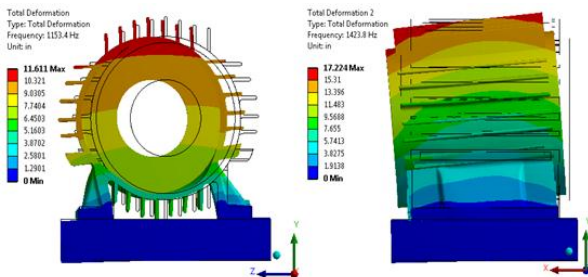 Total Deformation
Type: Total Deformation
Frequency: 1153.4 Hz
Unit: in
11.611 Max
10.321
9.0305
7.7404
6.4503
5.1603
3.8702
2.5801
1.2901
0 Min
Y
Z
Total Deformation 2
Type: Total Deformation
Frequency: 1423.8 Hz
Unit: in
17.224 Max
15.31
13.396
11.483
9.5688
7.655
5.7413
3.8275
1.9138
0 Min
X